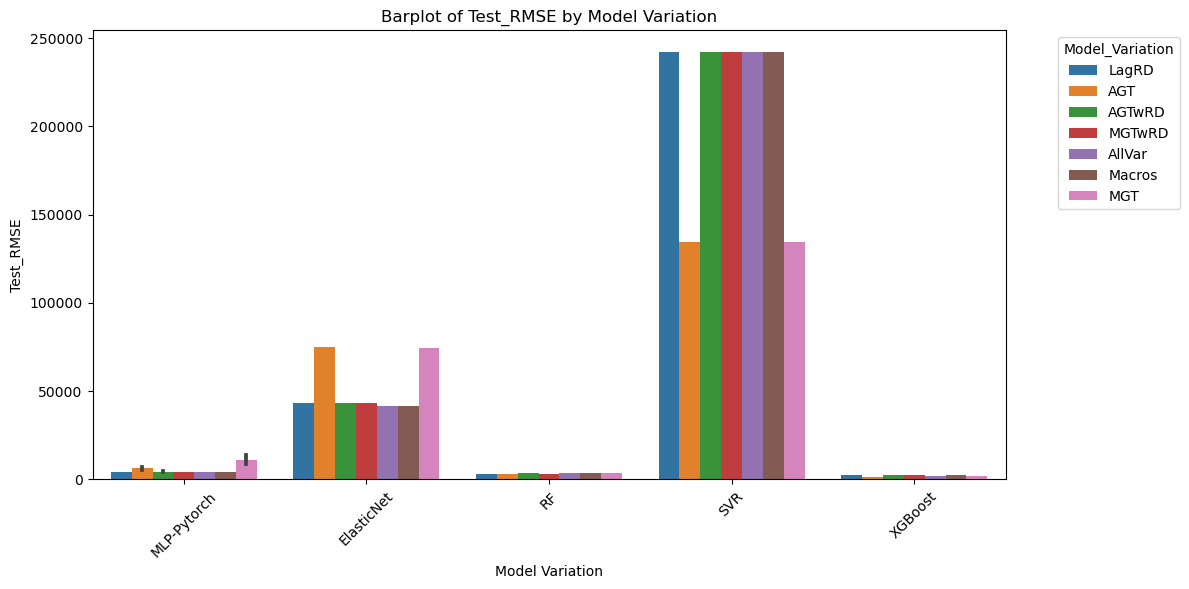 Barplot of Test_RMSE by Model Variation
250000
200000
150000
100000
50000
0
Test_RMSE
MLP-Pytorch
ElasticNet
RF
SVR
XGBoost
Model Variation
Model_Variation
LagRD
AGT
AGTwRD
MGTwRD
AllVar
Macros
MGT